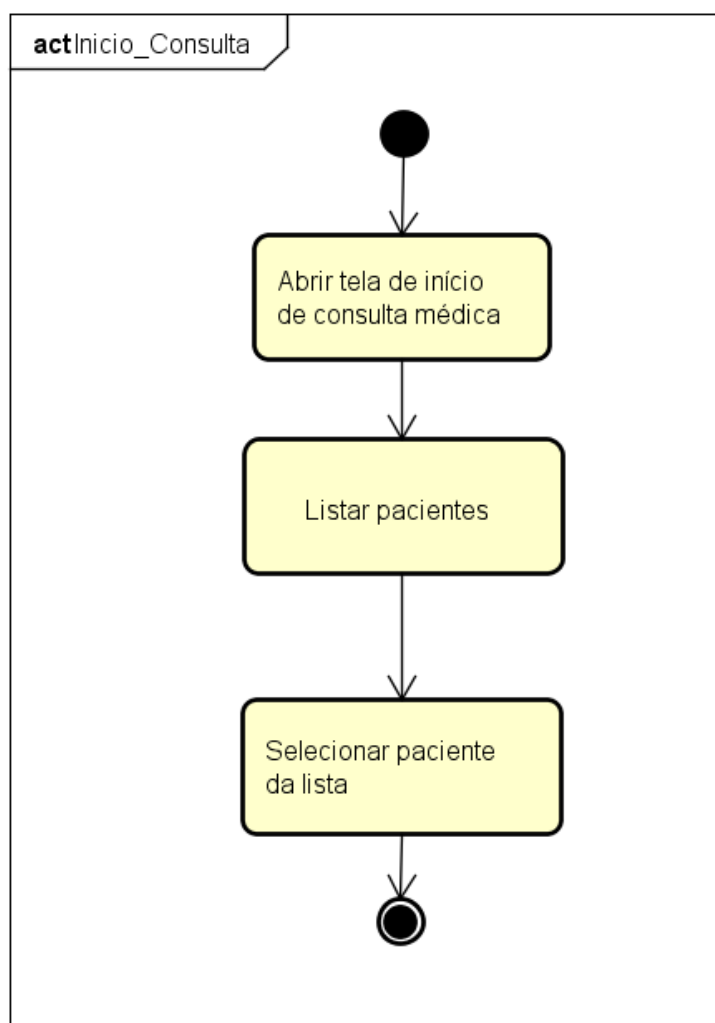 actInicio_Consulta
Abrir tela de início
de consulta médica
Listar pacientes
Selecionar paciente
da lista